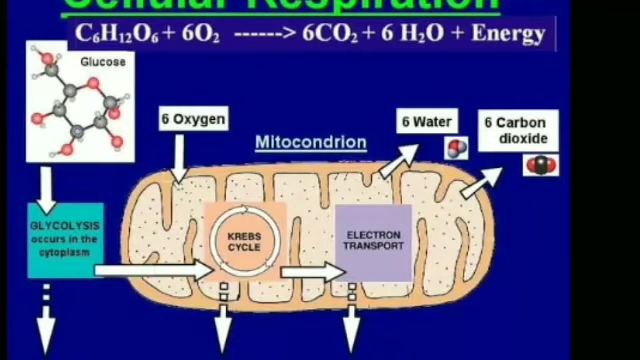 Cellular Respiration
C₆H₁₂O₆ + 6O₂ ------> 6CO₂ + 6 H₂O + Energy
Glucose
6 Oxygen
Mitocondrion
6 Water
6 Carbon
dioxide
GLYCOLYSIS
occurs in the
cytoplasm
KREBS
CYCLE
ELECTRON
TRANSPORT